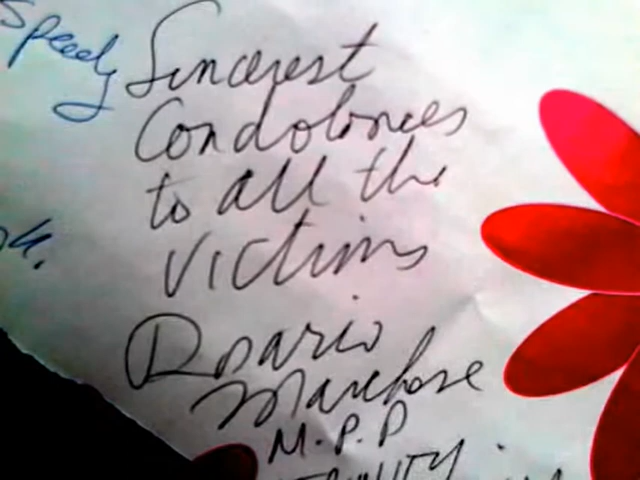 Speedy
Sincerest
Condolences
to all the
victims
Rosario
Marchese
M.P.P